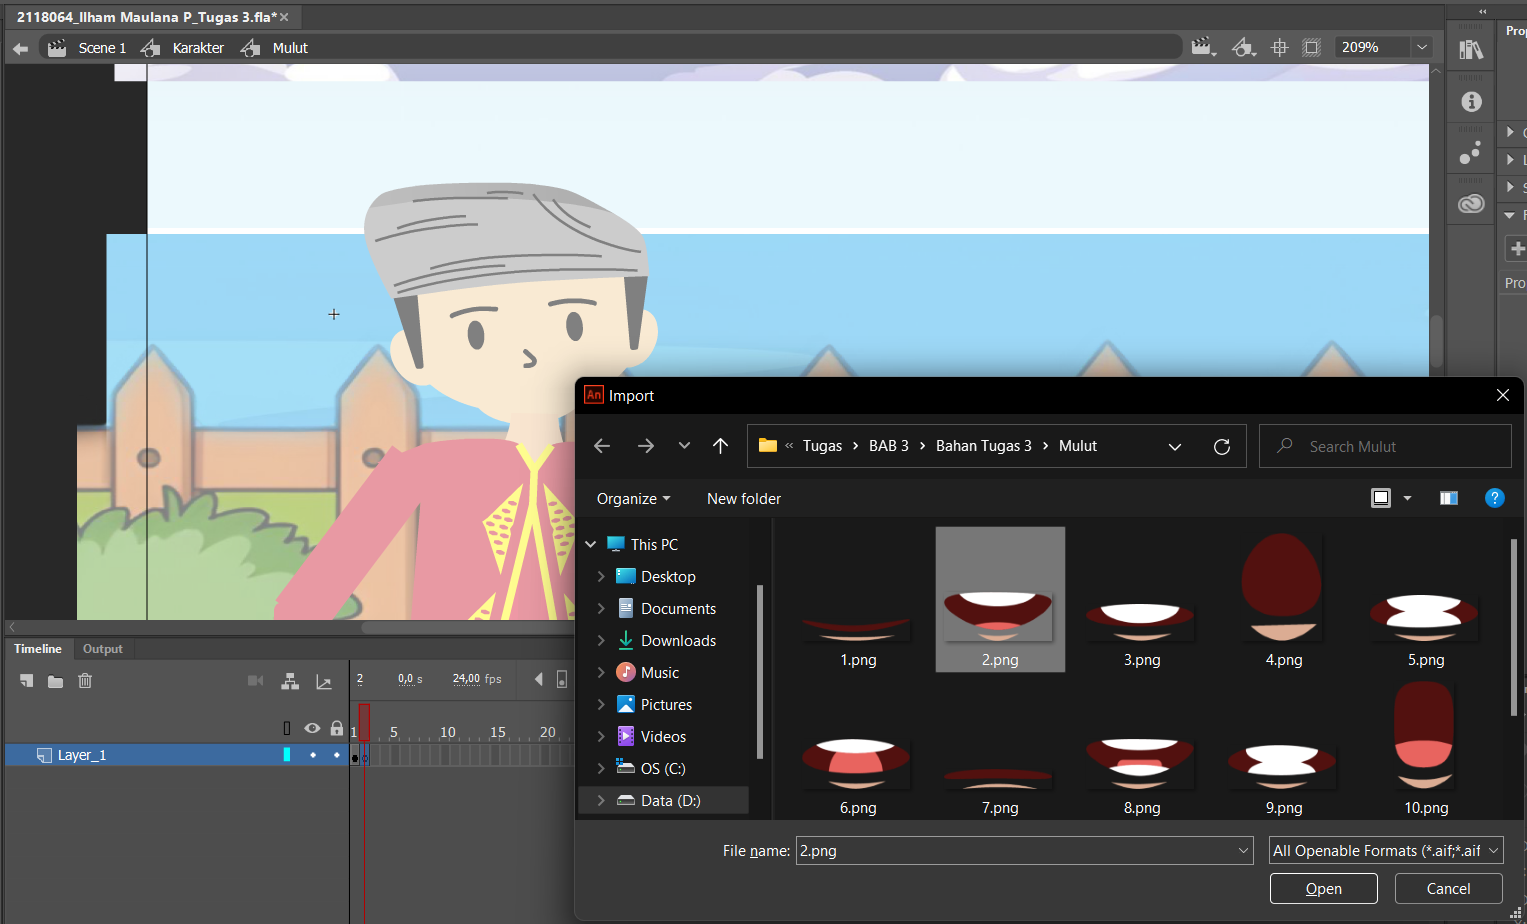 2118064_Ilham Maulana P_Tugas 3.fla*
Scene 1 Karakter Mulut
209%
Prop
An Import
Tugas BAB 3 Bahan Tugas 3 Mulut
Search Mulut
Organize New folder
This PC
Desktop
Documents
Downloads
Music
Pictures
Videos
OS (C:)
Data (D:)
1.png 2.png 3.png 4.png 5.png
6.png 7.png 8.png 9.png 10.png
File name: 2.png
All Openable Formats (*.aif;*.aif
Open Cancel
Pro
Timeline Output
2 0,0 s 24,00 fps
1 5 10 15 20
Layer_1